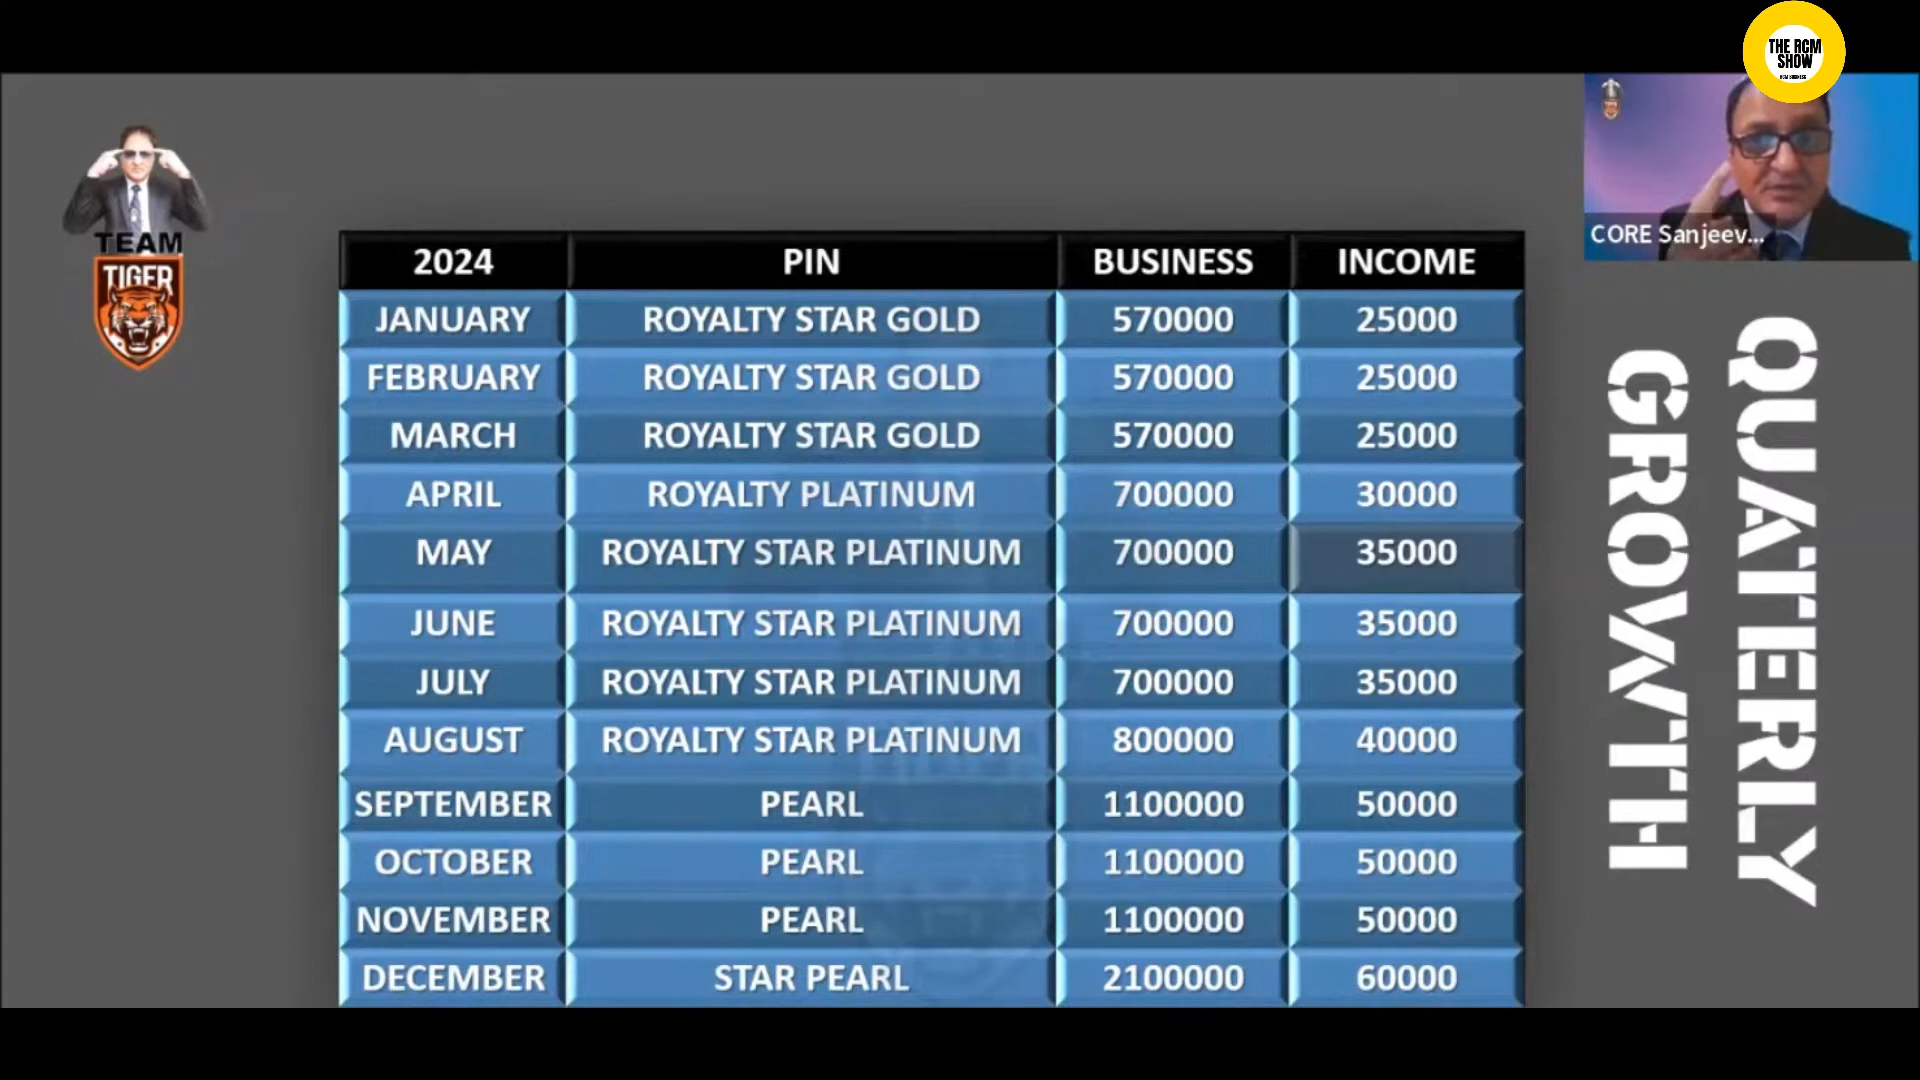 THE RCM
SHOW
RCM BUSINESS
CORE Sanjeev...
TEAM
TIGER
2024 PIN BUSINESS INCOME
JANUARY ROYALTY STAR GOLD 570000 25000
FEBRUARY ROYALTY STAR GOLD 570000 25000
MARCH ROYALTY STAR GOLD 570000 25000
APRIL ROYALTY PLATINUM 700000 30000
MAY ROYALTY STAR PLATINUM 700000 35000
JUNE ROYALTY STAR PLATINUM 700000 35000
JULY ROYALTY STAR PLATINUM 700000 35000
AUGUST ROYALTY STAR PLATINUM 800000 40000
SEPTEMBER PEARL 1100000 50000
OCTOBER PEARL 1100000 50000
NOVEMBER PEARL 1100000 50000
DECEMBER STAR PEARL 2100000 60000
QUATERLY
GROWTH